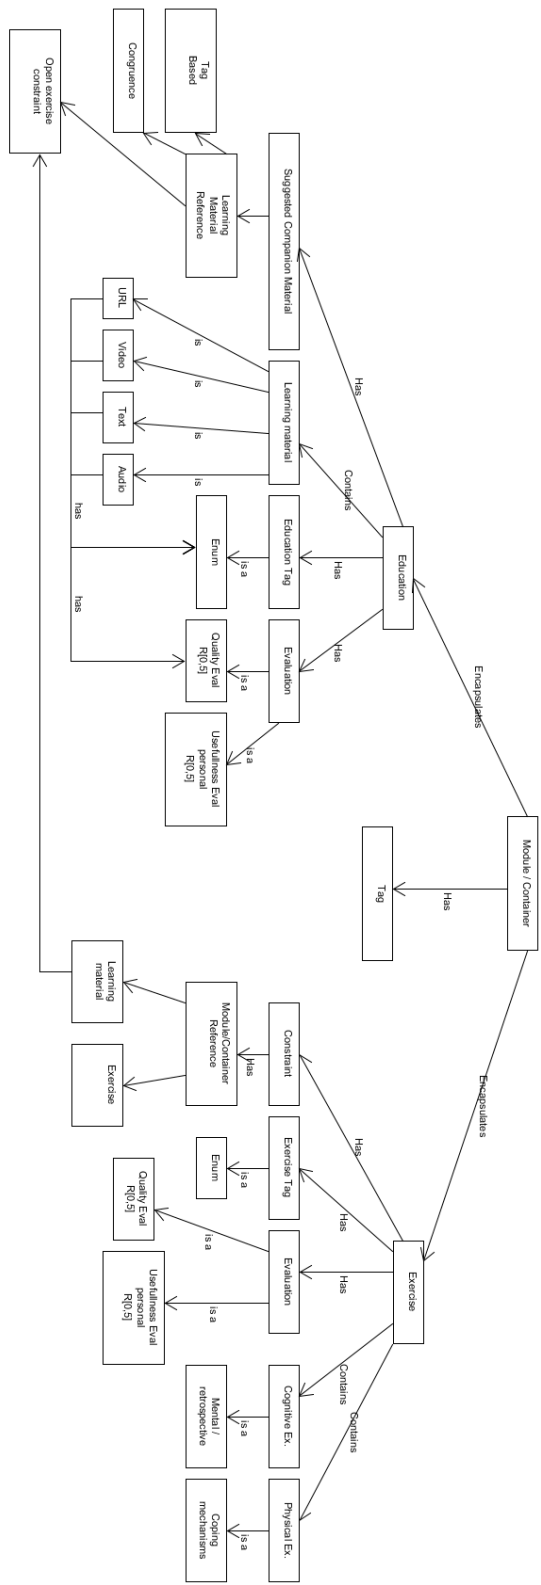 Module / Container
Encapsulates
Has
Encapsulates
Tag
Education
Has
Contains
Has
Has
Suggested Companion Material
Learning material
Education Tag
Evaluation
is
is
is
is
is a
is a
is a
Tag
Based
Congruence
Learning
Material
Reference
Open exercise
constraint
URL
Video
Text
Audio
Enum
Quality Eval
R[0,5]
Usefullness Eval
personal
R[0,5]
has
has
Exercise
Has
Has
Has
Contains
Contains
Constraint
Exercise Tag
Evaluation
Cognitive Ex.
Physical Ex.
Has
is a
is a
is a
is a
is a
Module/Container
Reference
Enum
Quality Eval
R[0,5]
Usefullness Eval
personal
R[0,5]
Mental /
retrospective
Coping
mechanisms
Learning
material
Exercise